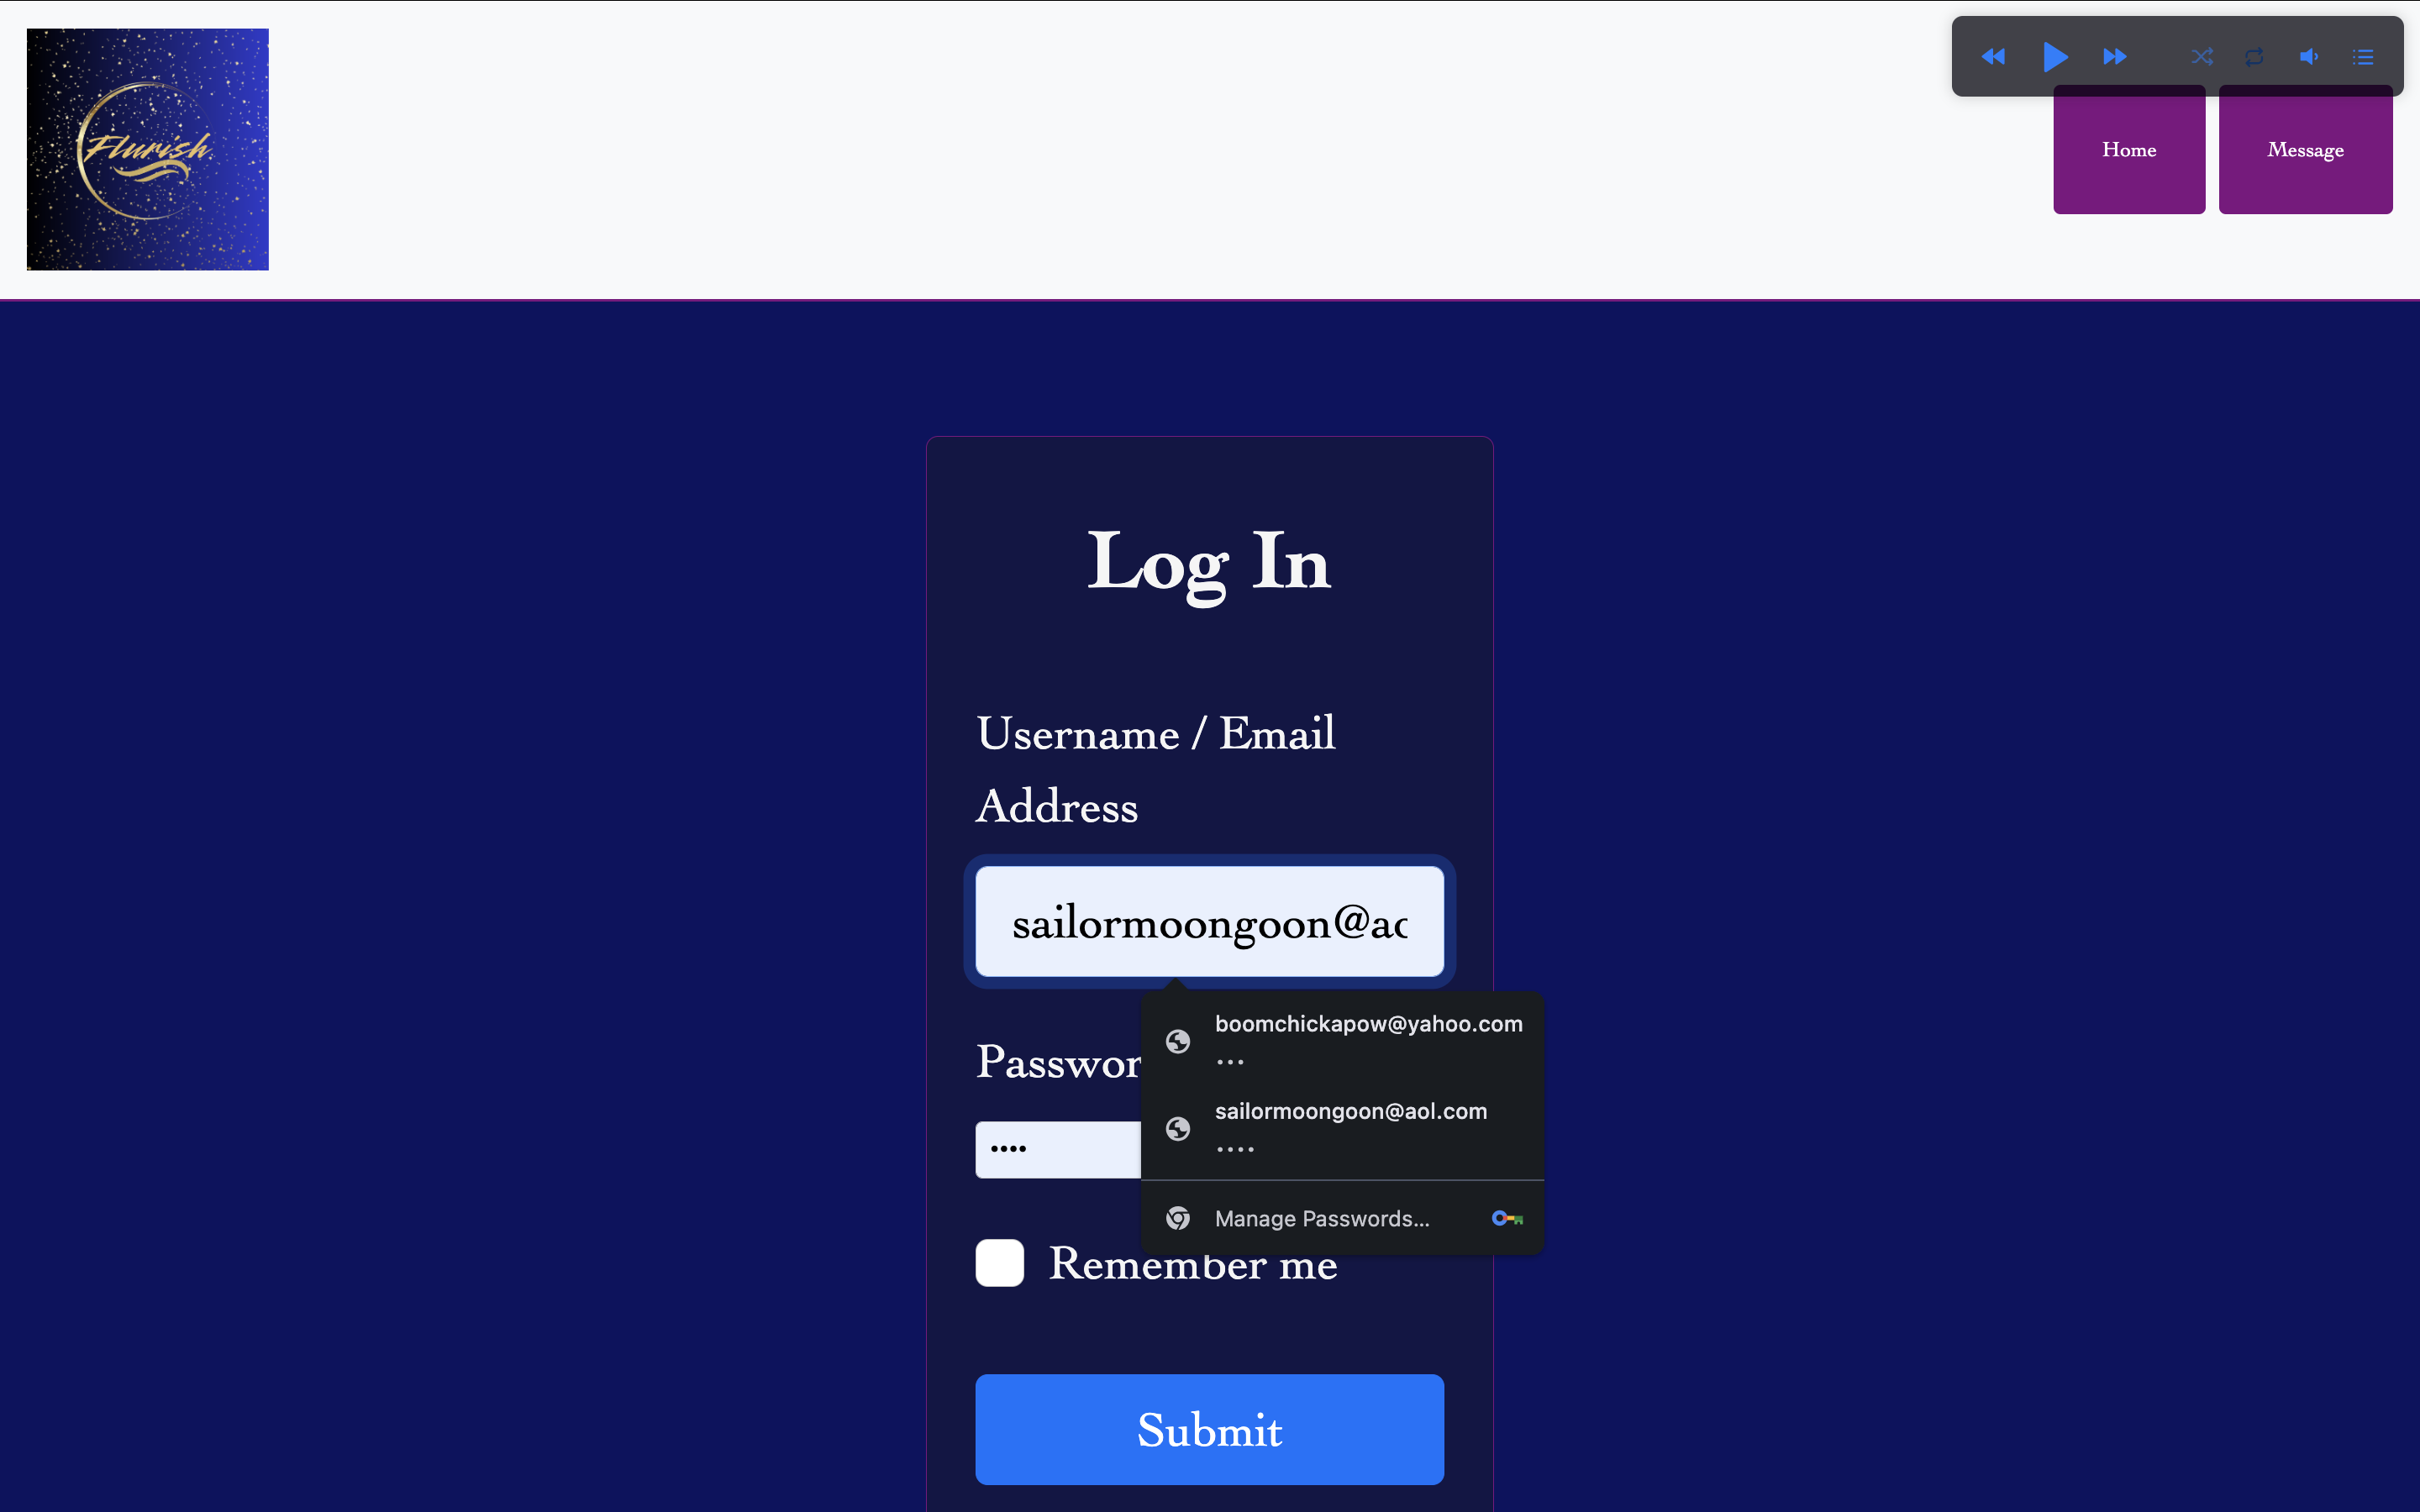 Flurish
Home
Message
Log In
Username / Email
Address
sailormoongoon@ao
boomchickapow@yahoo.com
...
Passwor
sailormoongoon@aol.com
••••
....
Manage Passwords...
Remember me
Submit